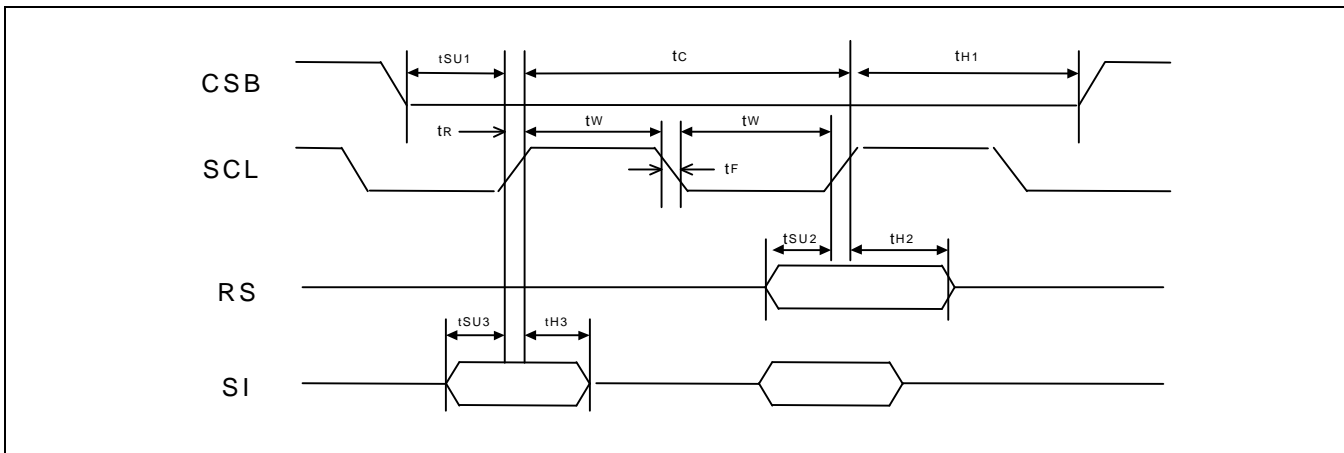 tSU1 tC tH1
CSB
tR tW tW
SCL
tF
tSU2 tH2
RS
tSU3 tH3
SI